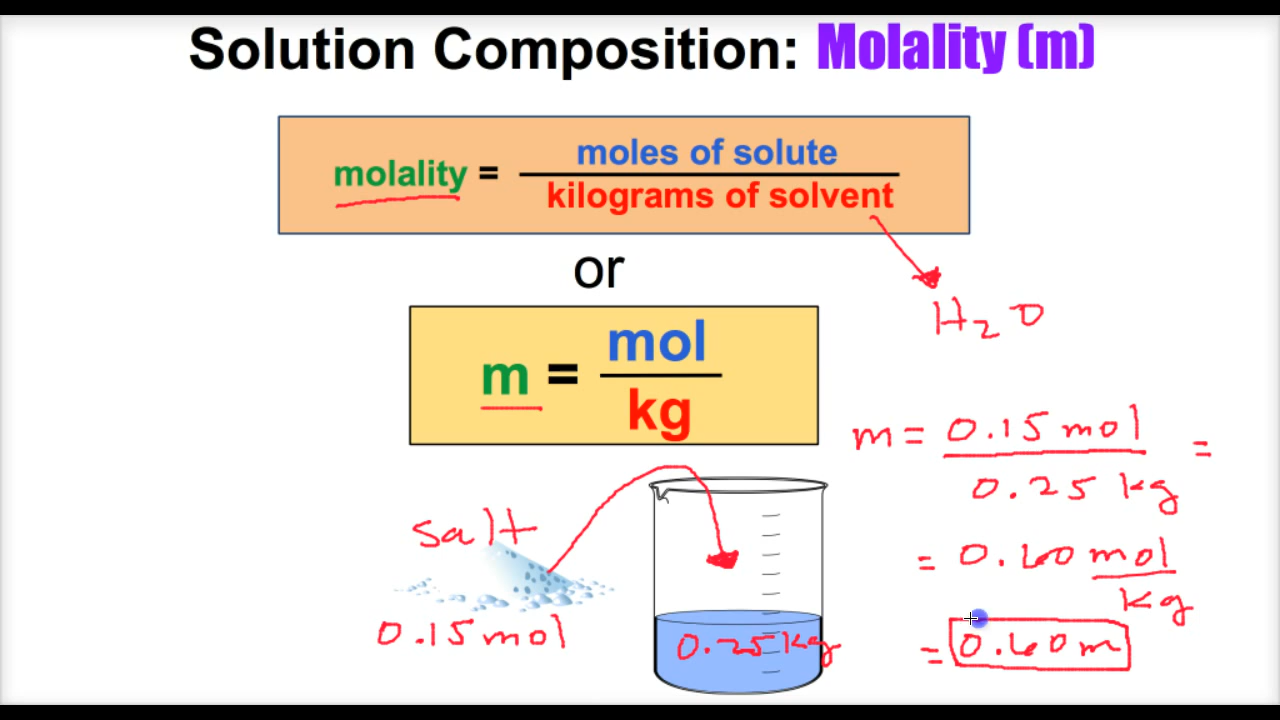 Solution Composition: Molality (m)
molality = moles of solute
kilograms of solvent
or
H₂O
m = mol
kg
m = 0.15 mol =
0.25 kg
salt
= 0.60 mol
kg
0.15 mol
0.25 kg
= 0.60 m